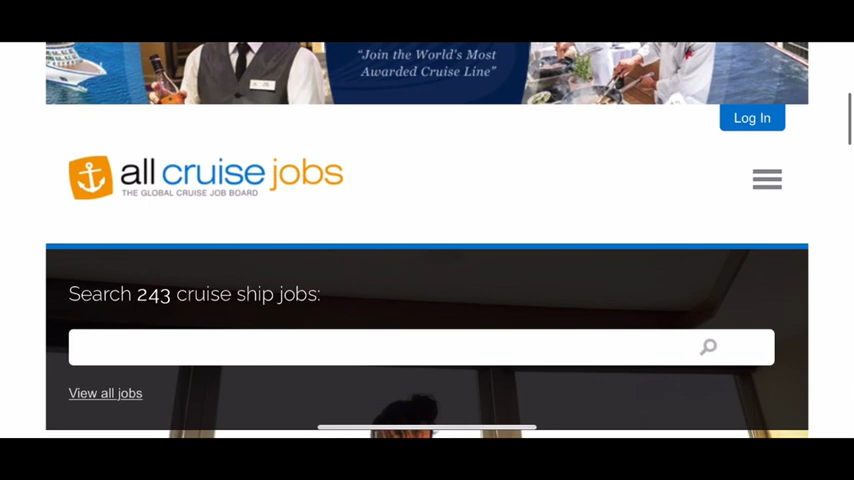 "Join the World's Most
Awarded Cruise Line"
Log In
all cruise jobs
THE GLOBAL CRUISE JOB BOARD
Search 243 cruise ship jobs:
View all jobs